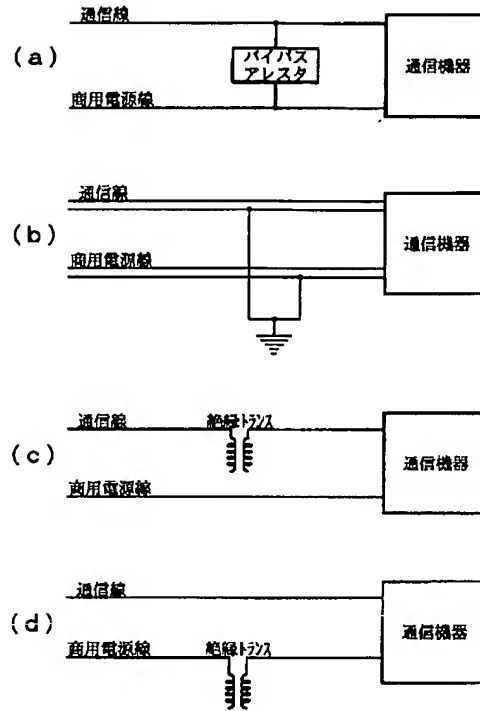 通信線
(a)
バイパス
アレスタ
通信機器
商用電源線
通信線
(b)
通信機器
商用電源線
通信線
絶縁トランス
(c)
通信機器
商用電源線
通信線
(d)
通信機器
商用電源線
絶縁トランス